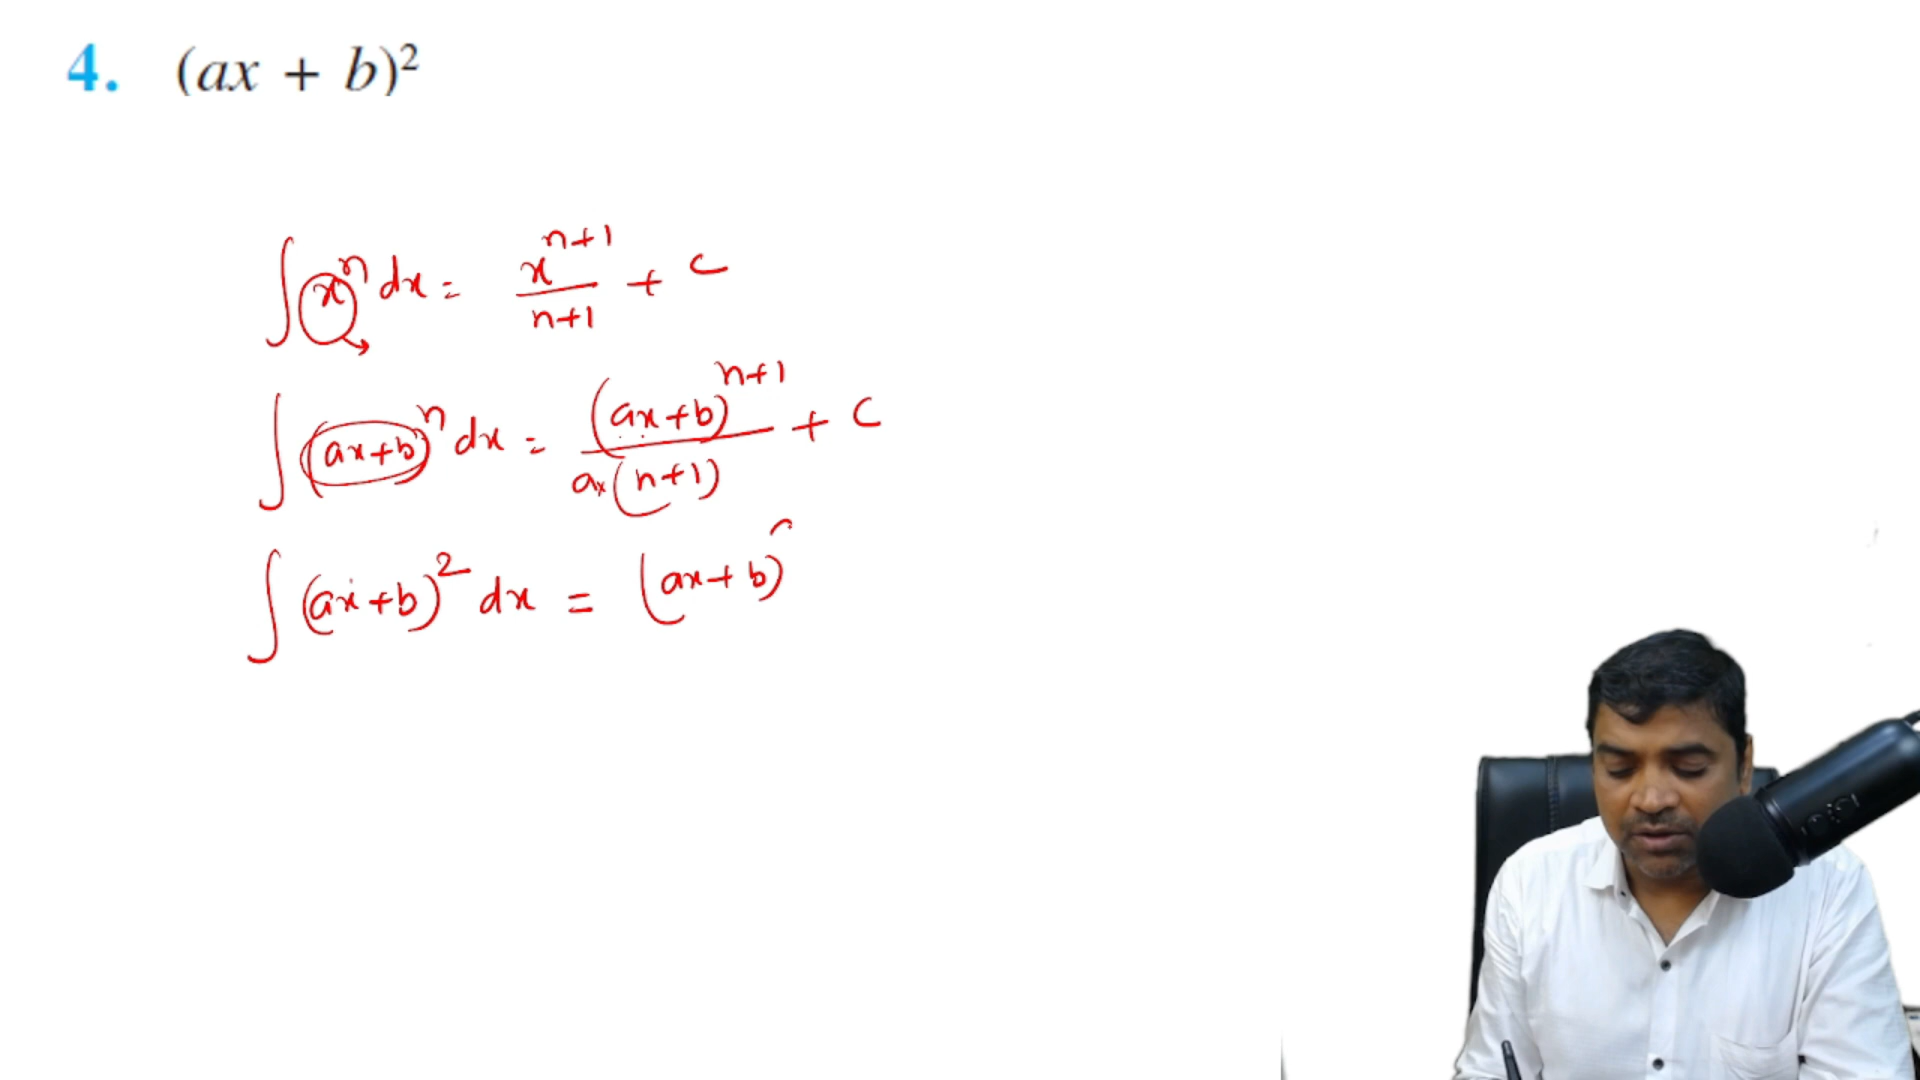 4. (ax + b)²
∫ xⁿ dx = xⁿ⁺¹/n+1 + c
∫ (ax+b)ⁿ dx = (ax+b)ⁿ⁺¹/a×(n+1) + C
∫ (ax+b)² dx = (ax+b)